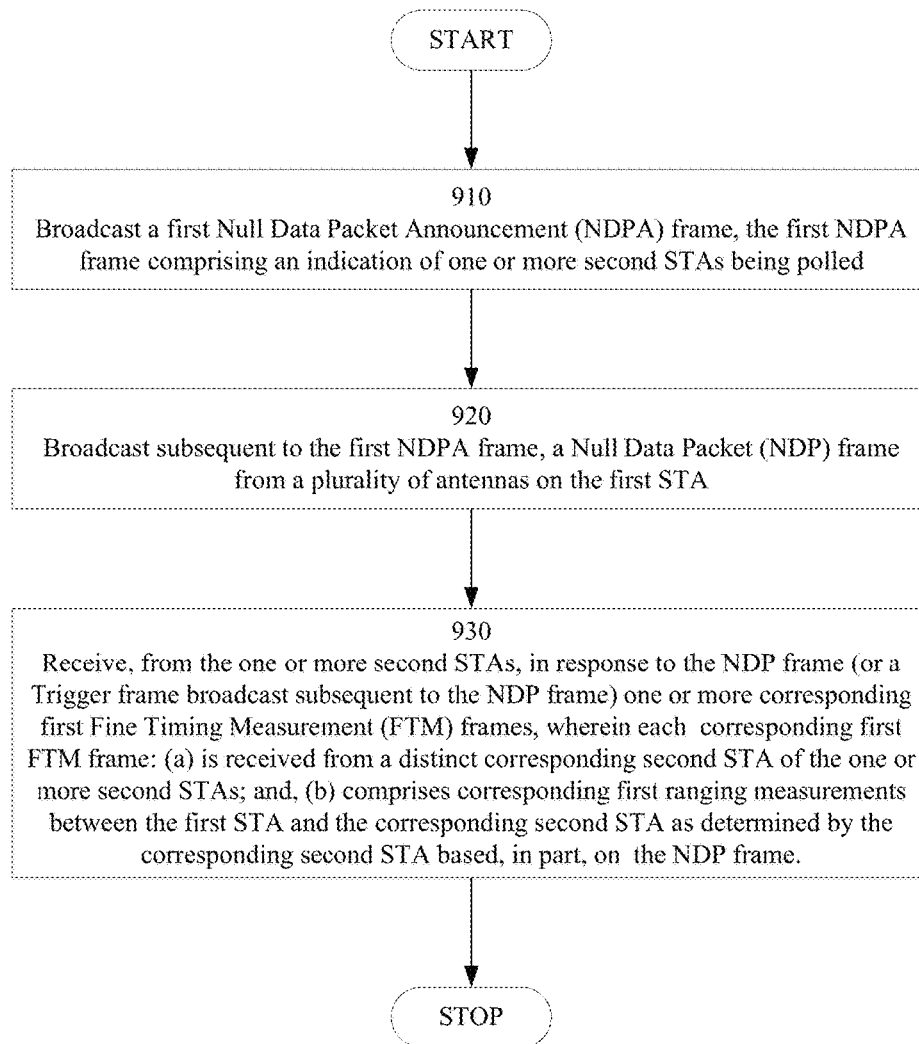 START
910
Broadcast a first Null Data Packet Announcement (NDPA) frame, the first NDPA
frame comprising an indication of one or more second STAs being polled
920
Broadcast subsequent to the first NDPA frame, a Null Data Packet (NDP) frame
from a plurality of antennas on the first STA
930
Receive, from the one or more second STAs, in response to the NDP frame (or a
Trigger frame broadcast subsequent to the NDP frame) one or more corresponding
first Fine Timing Measurement (FTM) frames, wherein each corresponding first
FTM frame: (a) is received from a distinct corresponding second STA of the one or
more second STAs; and, (b) comprises corresponding first ranging measurements
between the first STA and the corresponding second STA as determined by the
corresponding second STA based, in part, on the NDP frame.
STOP